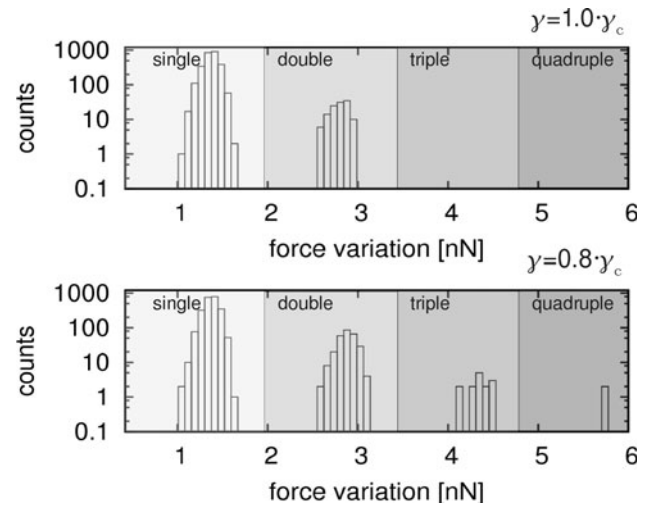 γ=1.0·γc
single double triple quadruple
1000
100
10
1
0.1
counts
1 2 3 4 5 6
force variation [nN]
γ=0.8·γc
single double triple quadruple
1000
100
10
1
0.1
counts
1 2 3 4 5 6
force variation [nN]